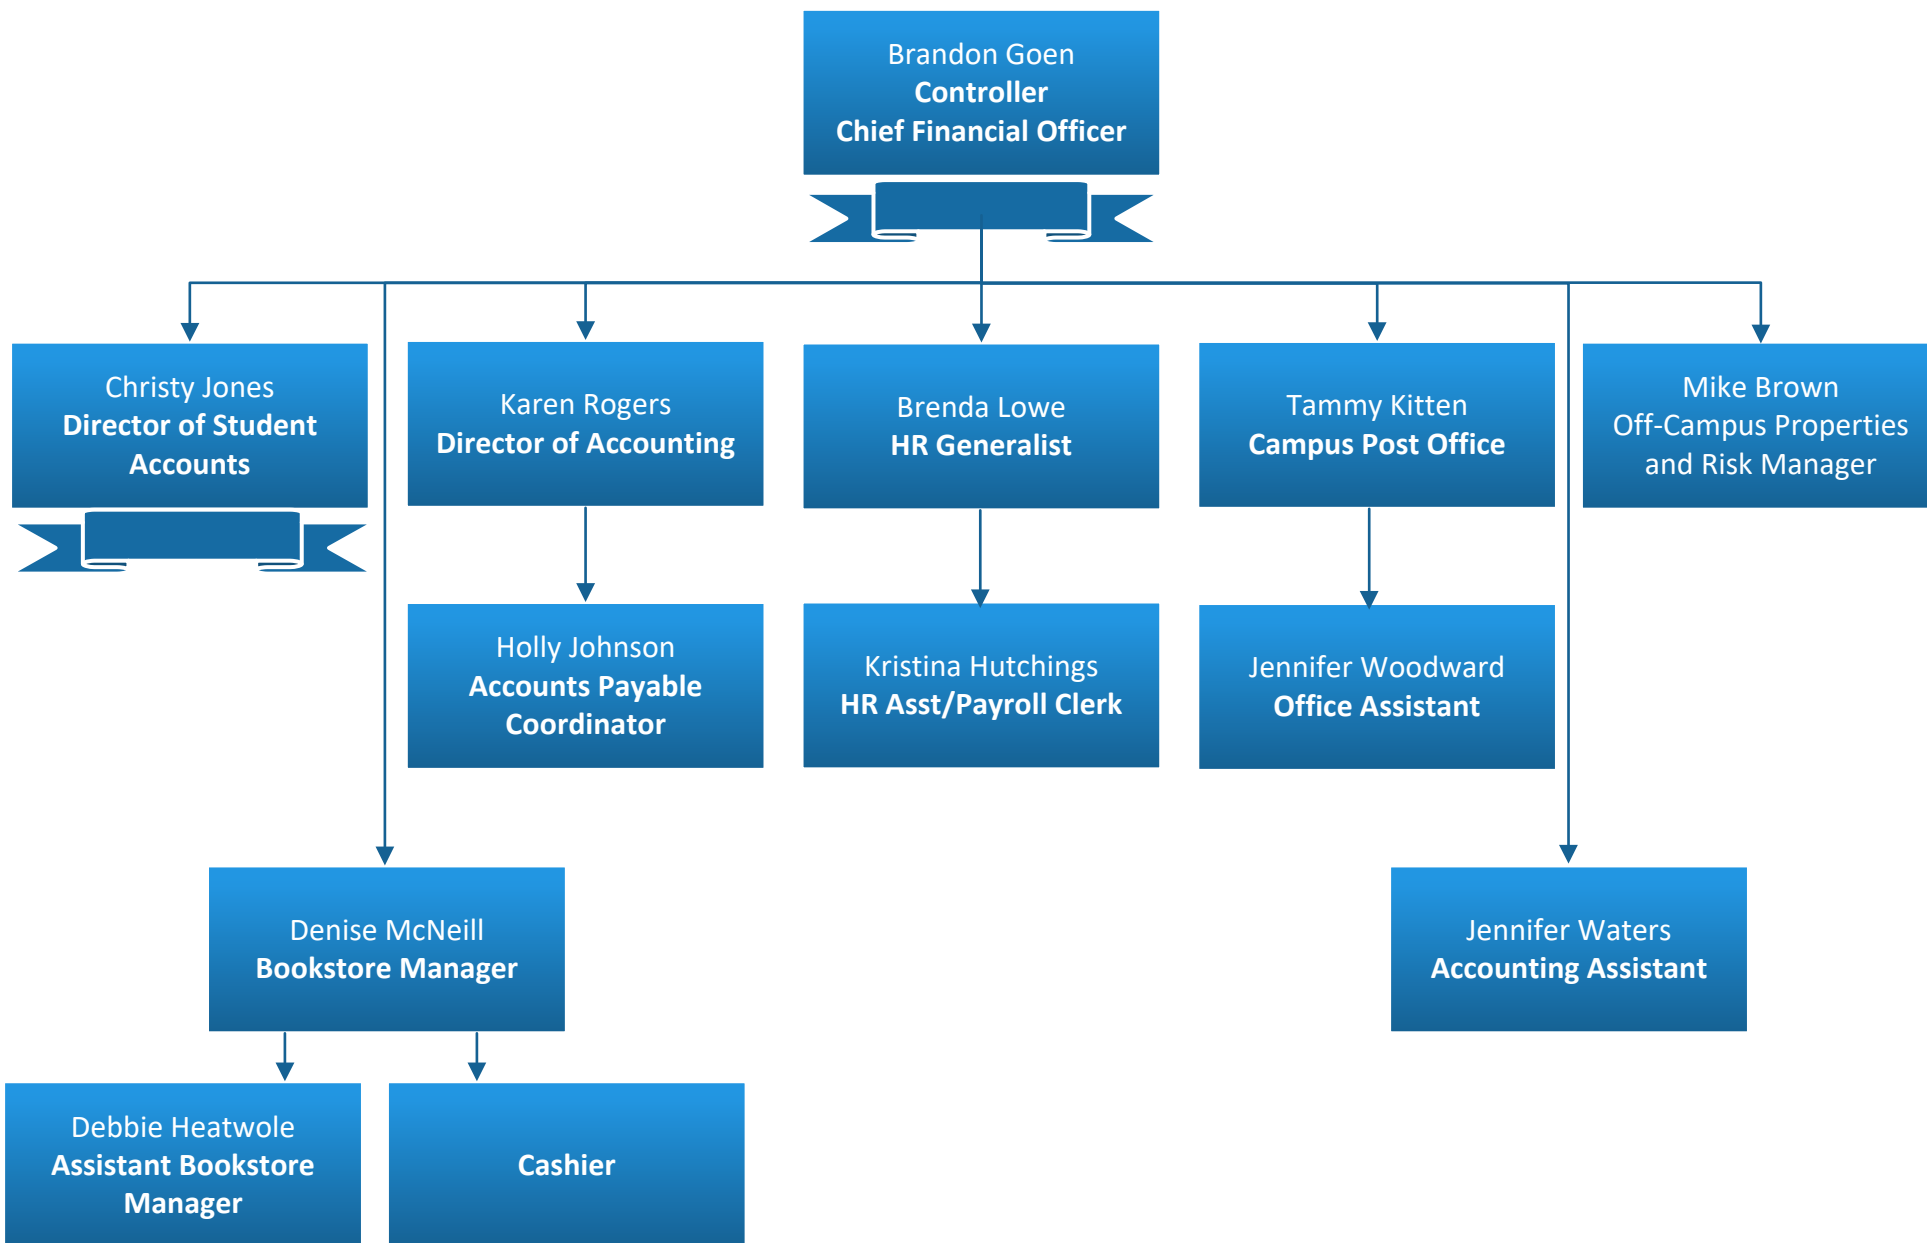 Brandon Goen
Controller
Chief Financial Officer
Christy Jones
Director of Student
Accounts
Karen Rogers
Director of Accounting
Brenda Lowe
HR Generalist
Tammy Kitten
Campus Post Office
Mike Brown
Off-Campus Properties
and Risk Manager
Holly Johnson
Accounts Payable
Coordinator
Kristina Hutchings
HR Asst/Payroll Clerk
Jennifer Woodward
Office Assistant
Denise McNeill
Bookstore Manager
Jennifer Waters
Accounting Assistant
Debbie Heatwole
Assistant Bookstore
Manager
Cashier